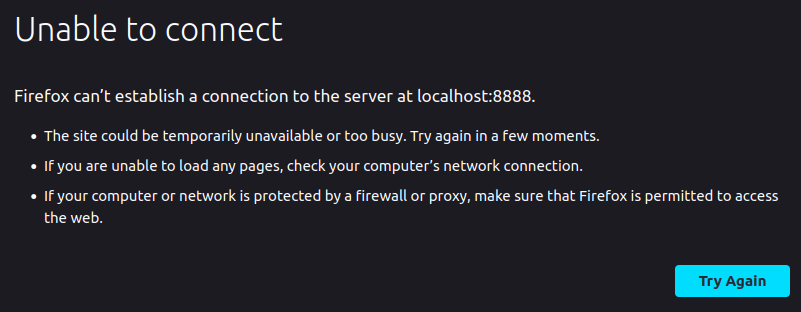 Unable to connect
Firefox can’t establish a connection to the server at localhost:8888.
• The site could be temporarily unavailable or too busy. Try again in a few moments.
• If you are unable to load any pages, check your computer’s network connection.
• If your computer or network is protected by a firewall or proxy, make sure that Firefox is permitted to access
the web.
Try Again